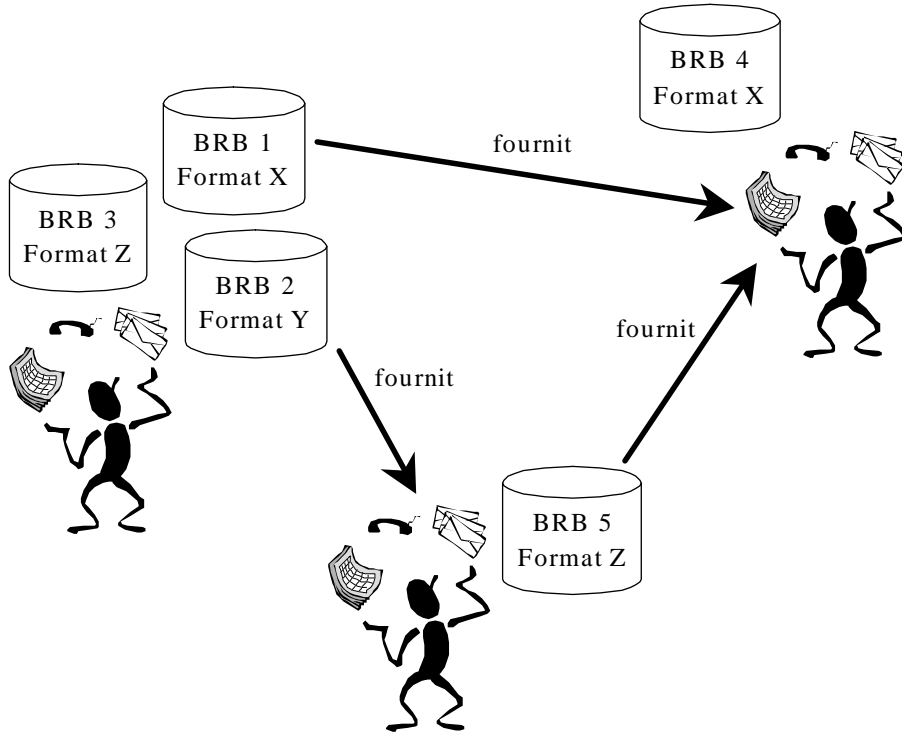 BRB 4
Format X
BRB 1
Format X
fournit
BRB 3
Format Z
BRB 2
Format Y
fournit
fournit
BRB 5
Format Z